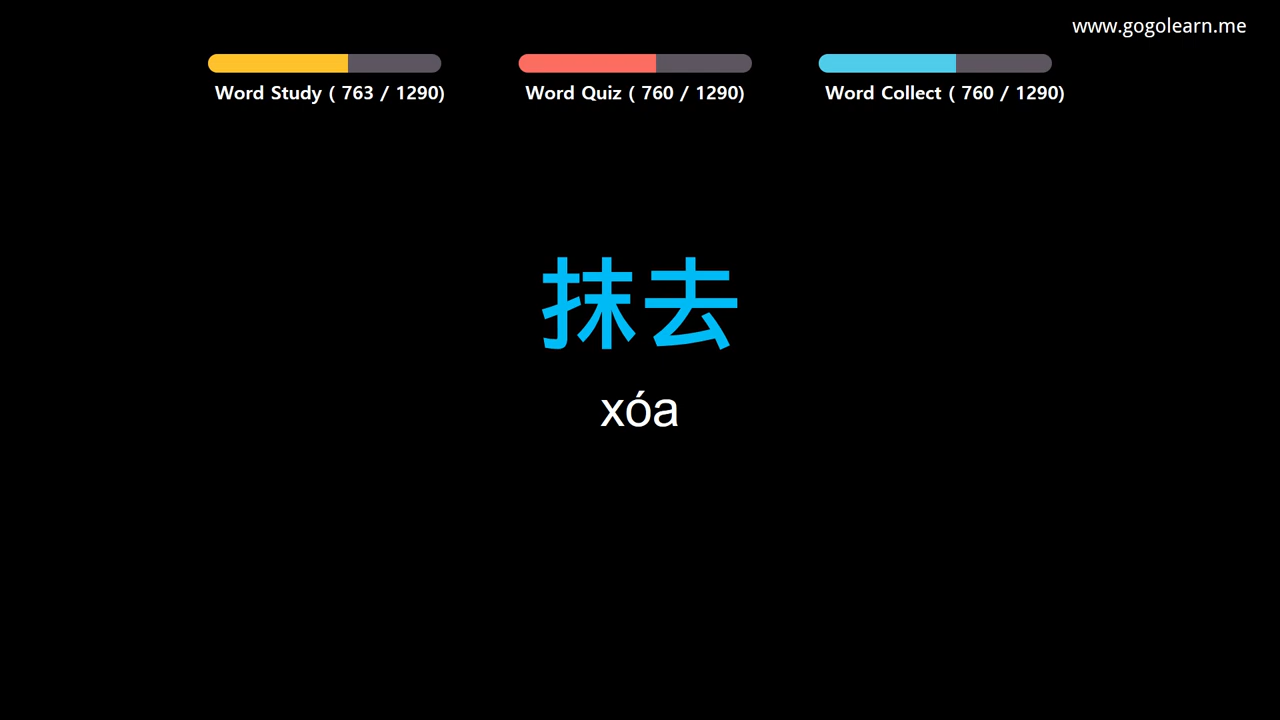 www.gogolearn.me
Word Study ( 763 / 1290)
Word Quiz ( 760 / 1290)
Word Collect ( 760 / 1290)
抹去
xóa